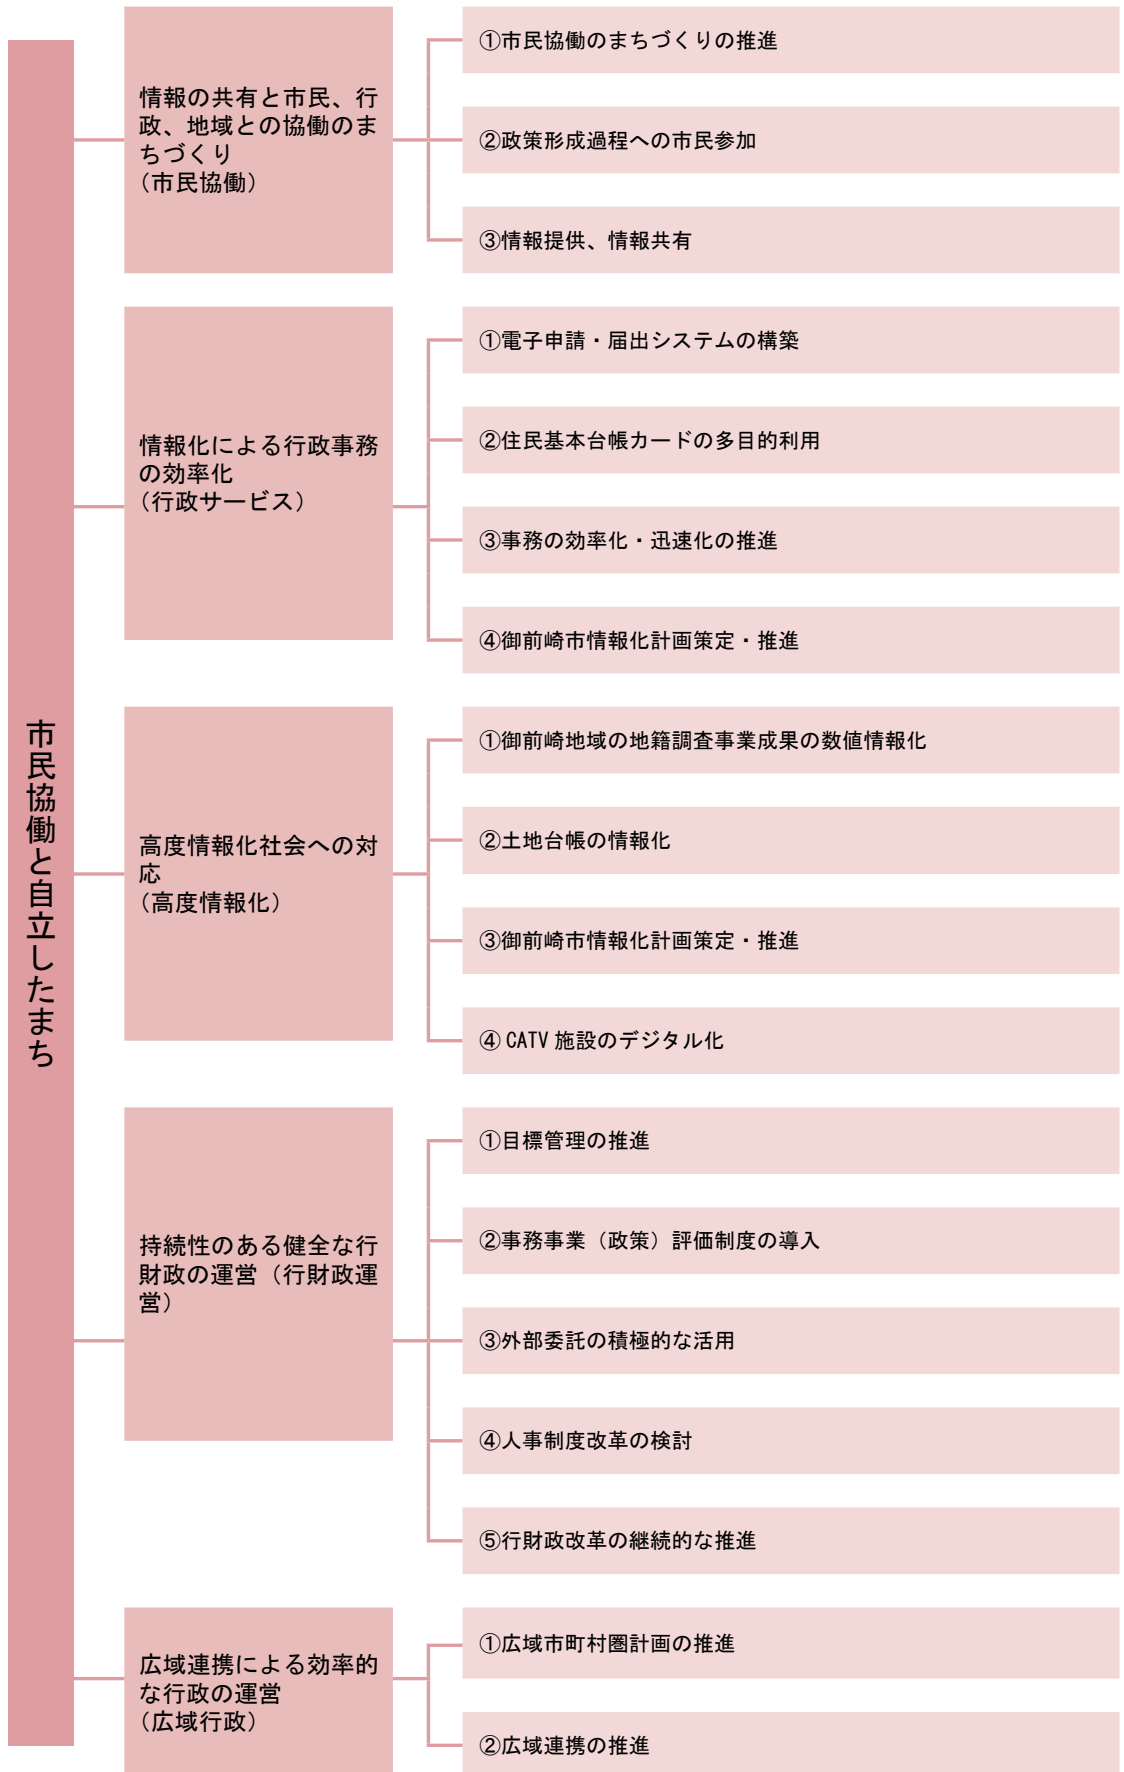 市民協働と自立したまち
情報の共有と市民、行
政、地域との協働のま
ちづくり
（市民協働）
①市民協働のまちづくりの推進
②政策形成過程への市民参加
③情報提供、情報共有
情報化による行政事務
の効率化
（行政サービス）
①電子申請・届出システムの構築
②住民基本台帳カードの多目的利用
③事務の効率化・迅速化の推進
④御前崎市情報化計画策定・推進
高度情報化社会への対
応
（高度情報化）
①御前崎地域の地籍調査事業成果の数値情報化
②土地台帳の情報化
③御前崎市情報化計画策定・推進
④CATV施設のデジタル化
持続性のある健全な行
財政の運営（行財政運
営）
①目標管理の推進
②事務事業（政策）評価制度の導入
③外部委託の積極的な活用
④人事制度改革の検討
⑤行財政改革の継続的な推進
広域連携による効率的
な行政の運営
（広域行政）
①広域市町村圏計画の推進
②広域連携の推進